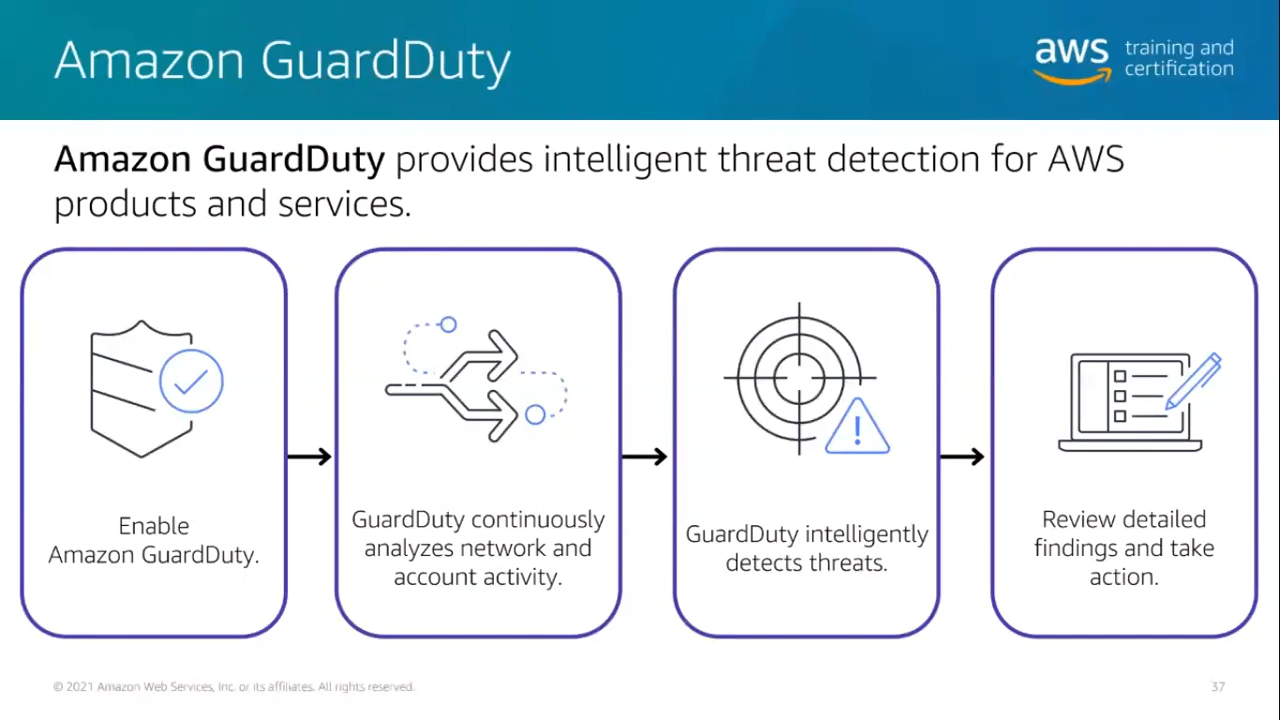 Amazon GuardDuty
aws training and
certification
Amazon GuardDuty provides intelligent threat detection for AWS
products and services.
Enable
Amazon GuardDuty.
GuardDuty continuously
analyzes network and
account activity.
GuardDuty intelligently
detects threats.
Review detailed
findings and take
action.
© 2021 Amazon Web Services, Inc. or its affiliates. All rights reserved.
37